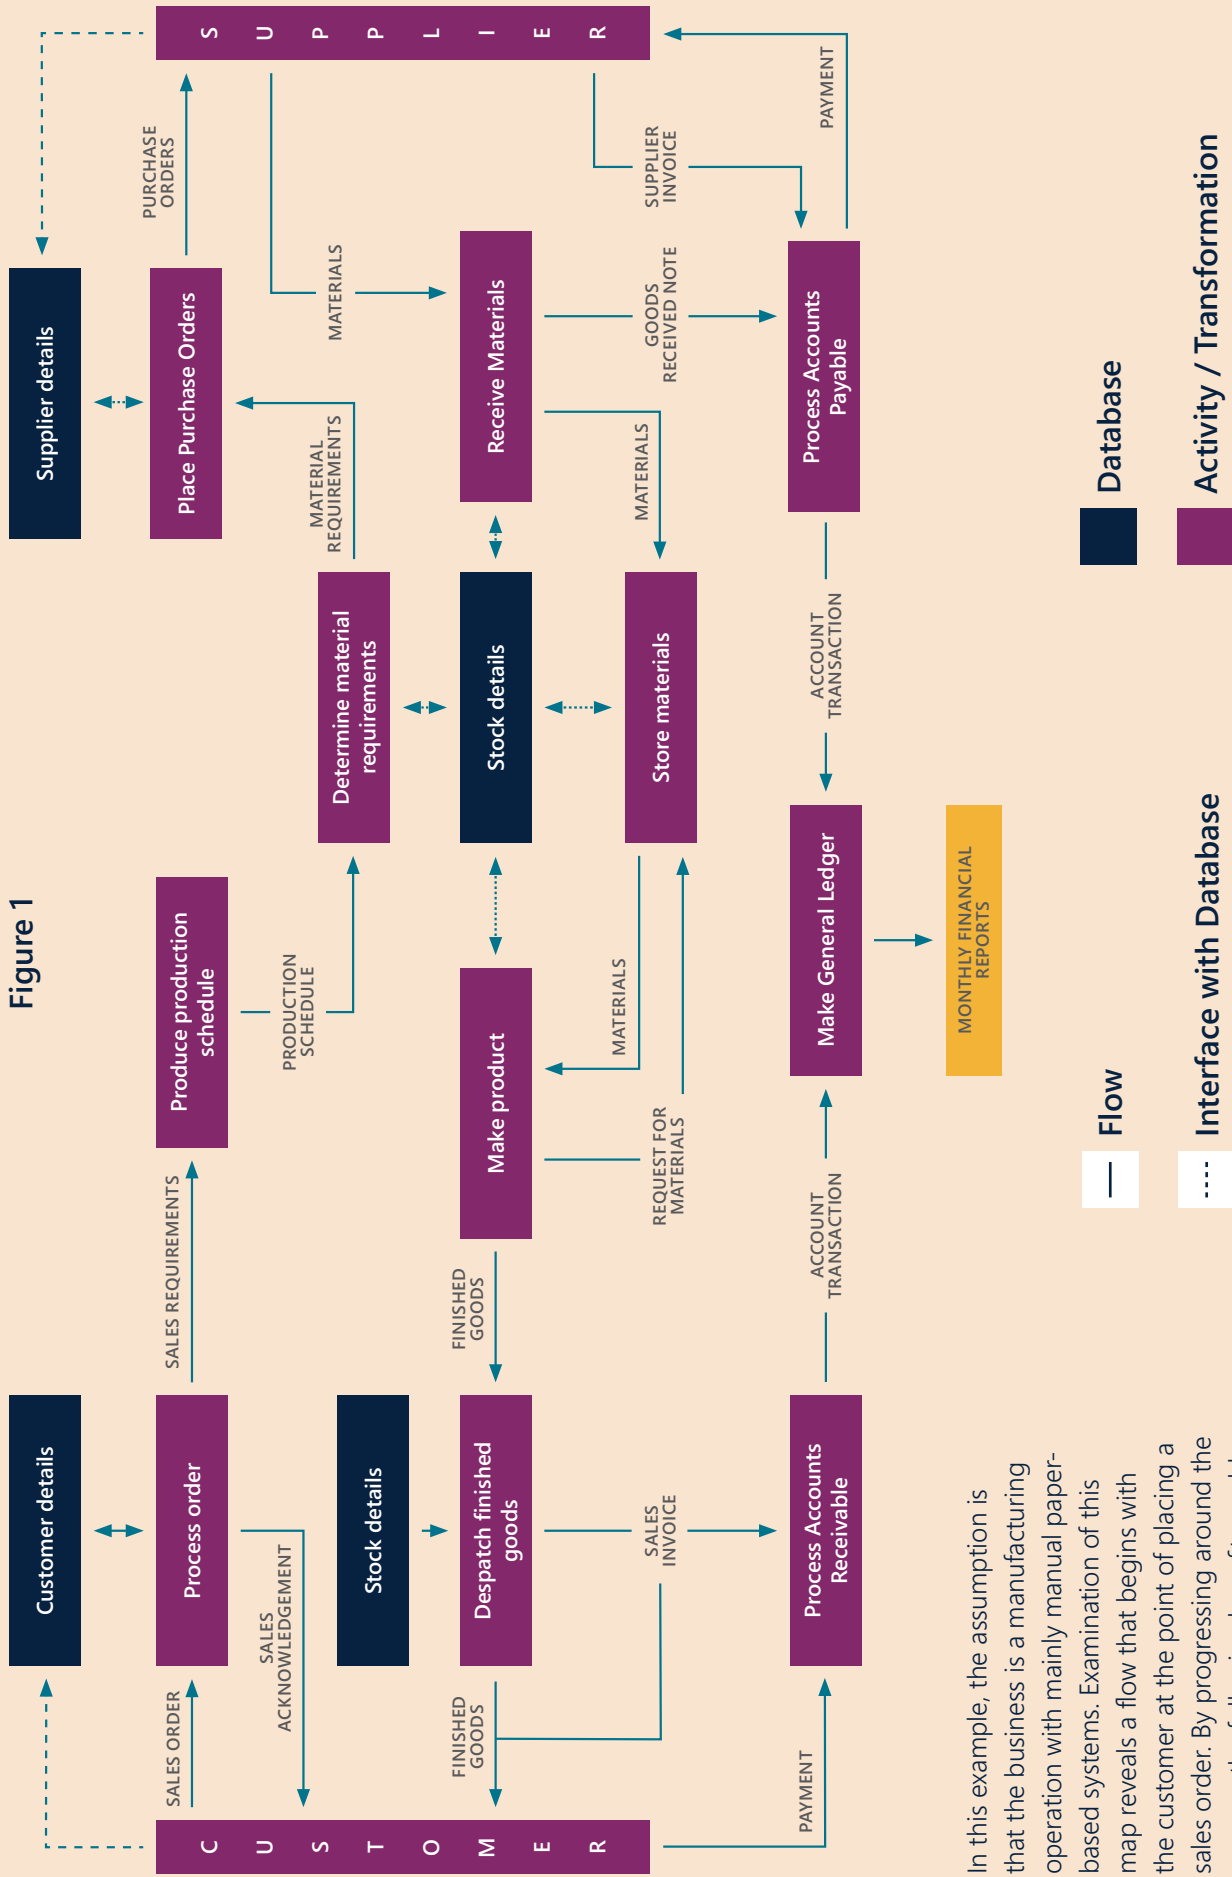 Figure 1
Customer details
Supplier details
SALES ORDER
Process order
SALES REQUIREMENTS
Produce production
schedule
Place Purchase Orders
PURCHASE
ORDERS
SUPPLIER
CUSTOMER
SALES
ACKNOWLEDGEMENT
PRODUCTION
SCHEDULE
MATERIAL
REQUIREMENTS
Stock details
Determine material
requirements
MATERIALS
FINISHED
GOODS
Despatch finished
goods
FINISHED
GOODS
Make product
Stock details
Receive Materials
MATERIALS
MATERIALS
Store materials
REQUEST FOR
MATERIALS
SALES
INVOICE
GOODS
RECEIVED NOTE
SUPPLIER
INVOICE
PAYMENT
Process Accounts
Receivable
ACCOUNT
TRANSACTION
Make General Ledger
ACCOUNT
TRANSACTION
Process Accounts
Payable
PAYMENT
MONTHLY FINANCIAL
REPORTS
In this example, the assumption is
that the business is a manufacturing
operation with mainly manual paper-
based systems. Examination of this
map reveals a flow that begins with
the customer at the point of placing a
sales order. By progressing around the
Flow
Interface with Database
Database
Activity / Transformation